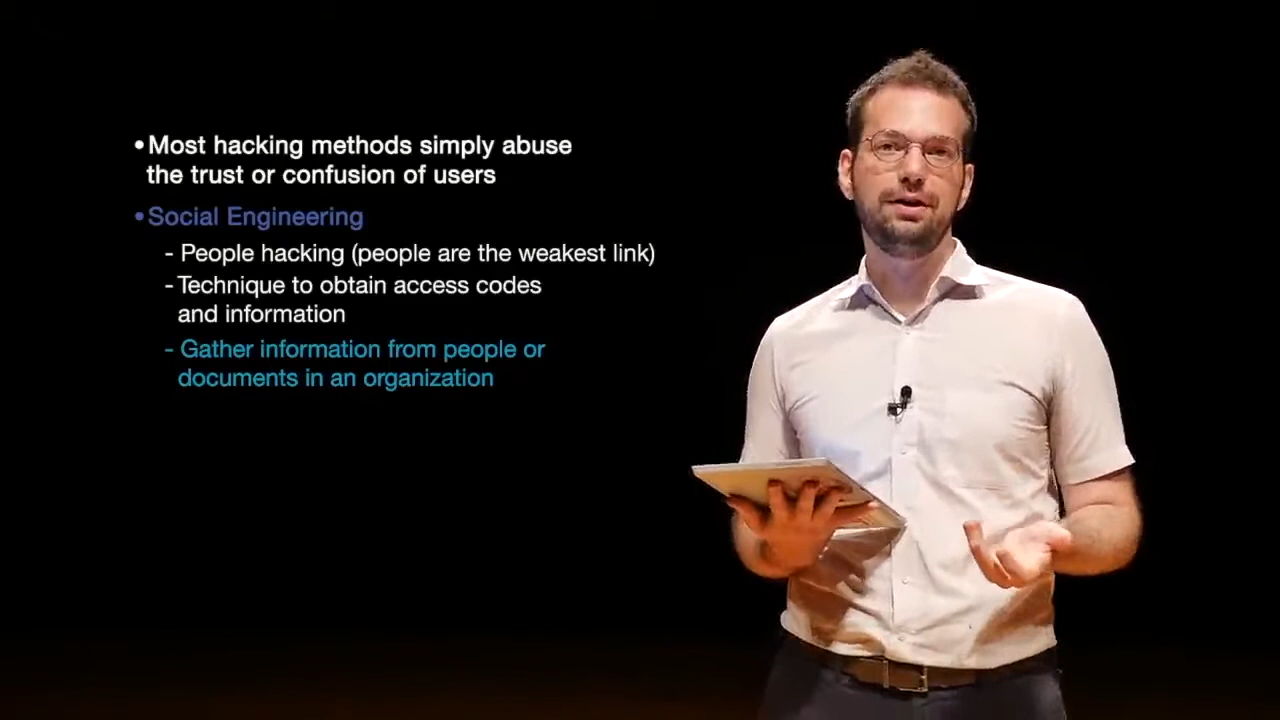 •Most hacking methods simply abuse
the trust or confusion of users
•Social Engineering
- People hacking (people are the weakest link)
- Technique to obtain access codes
and information
- Gather information from people or
documents in an organization